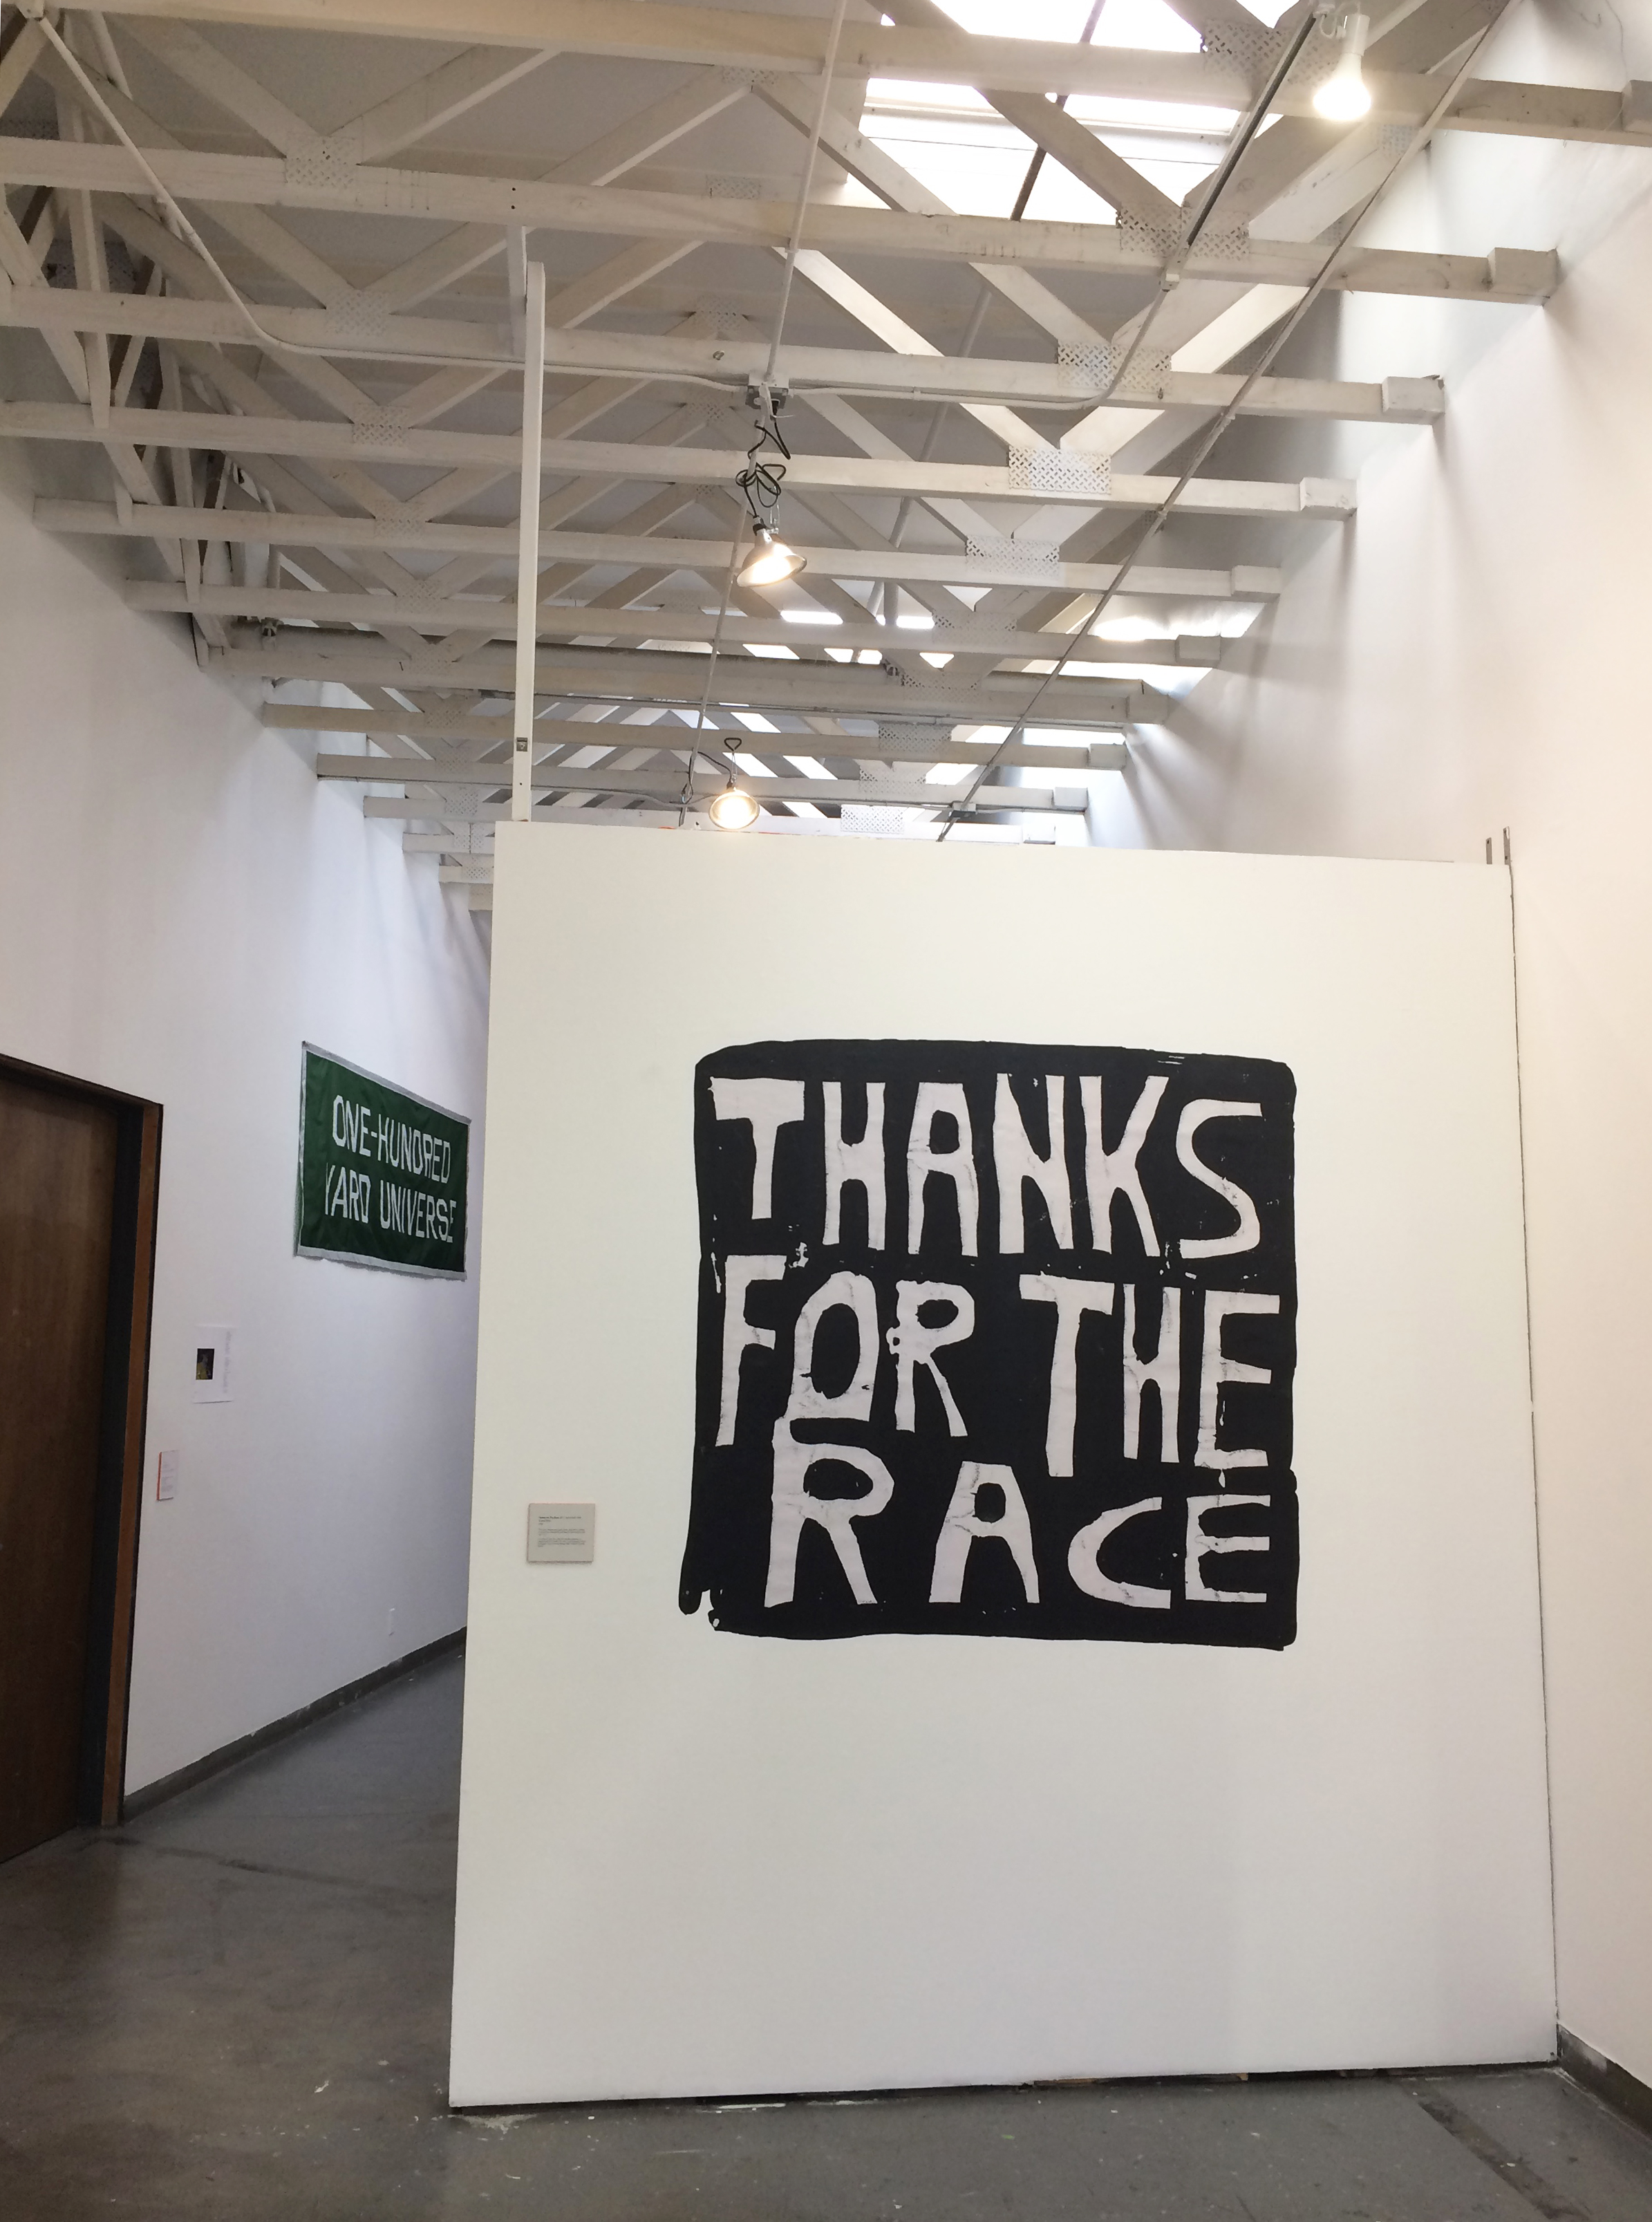 ONE-HUNDRED
YARD UNIVERSE
THANKS
FOR THE
RACE